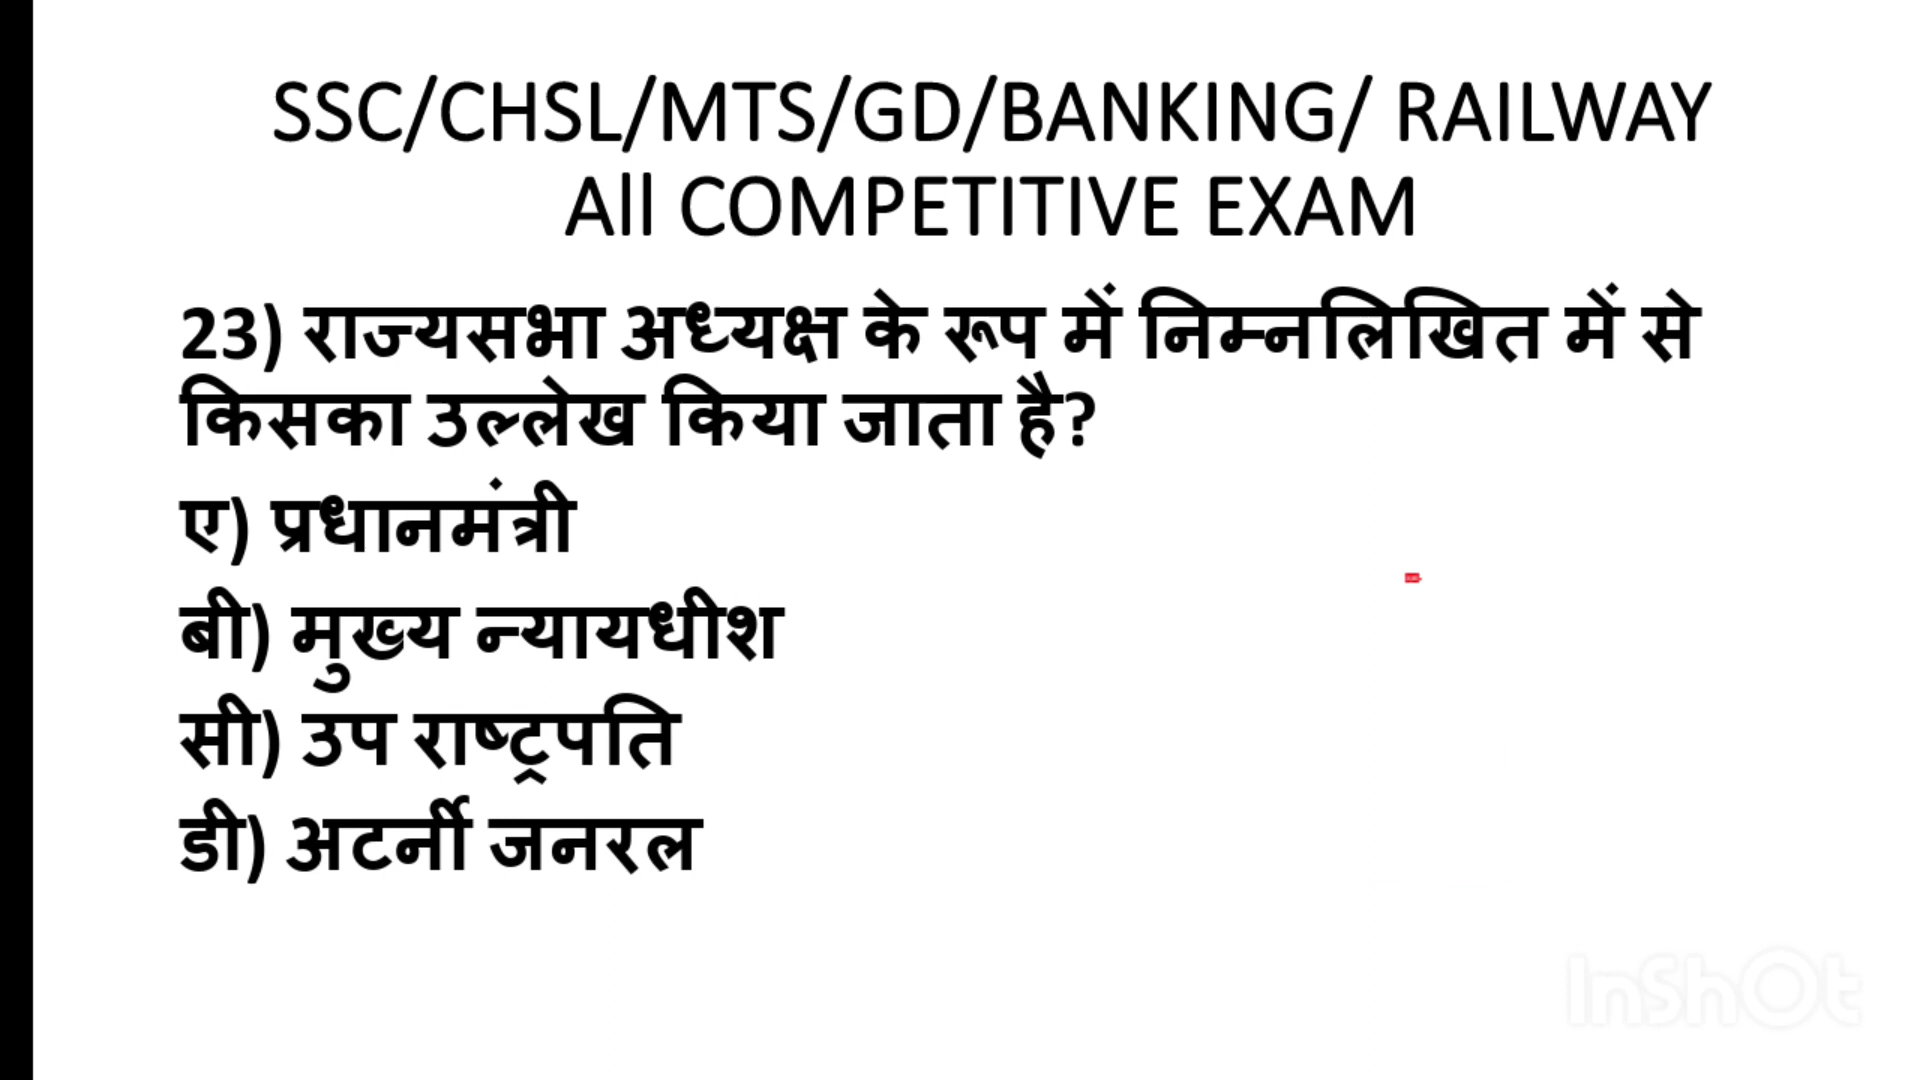 SSC/CHSL/MTS/GD/BANKING/ RAILWAY
All COMPETITIVE EXAM
23) राज्यसभा अध्यक्ष के रूप में निम्नलिखित में से
किसका उल्लेख किया जाता है?
ए) प्रधानमंत्री
बी) मुख्य न्यायधीश
सी) उप राष्ट्रपति
डी) अटर्नी जनरल
InShOt